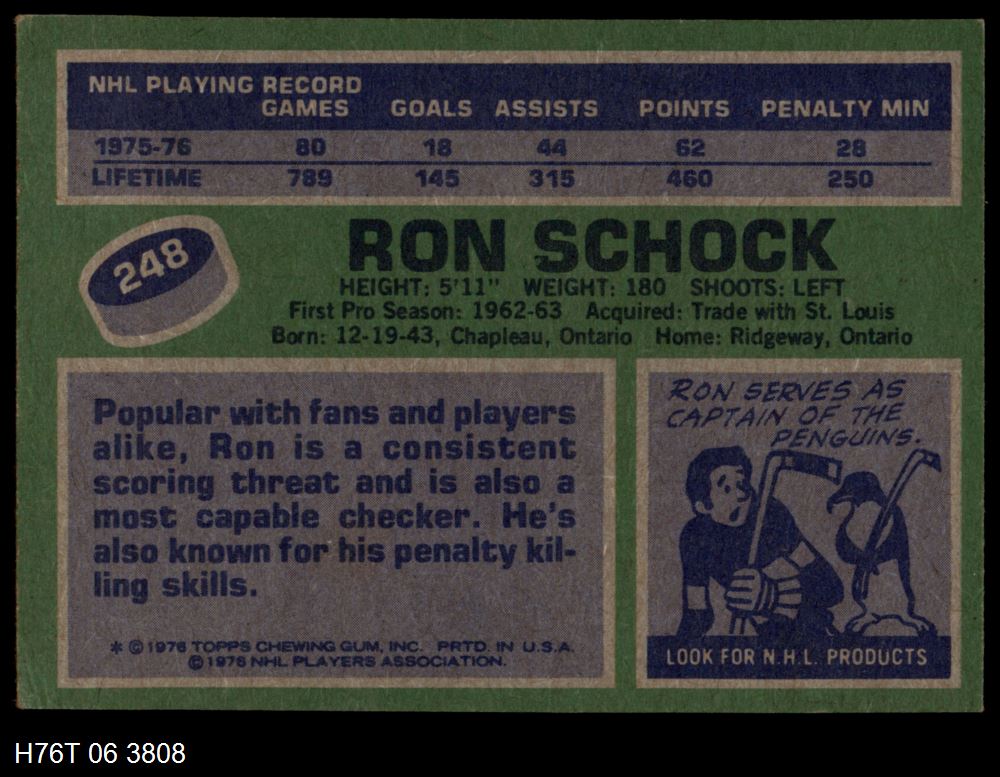 NHL PLAYING RECORD
GAMES GOALS ASSISTS POINTS PENALTY MIN
1975-76 80 18 44 62 28
LIFETIME 789 145 315 460 250
248
RON SCHOCK
HEIGHT: 5'11" WEIGHT: 180 SHOOTS: LEFT
First Pro Season: 1962-63 Acquired: Trade with St. Louis
Born: 12-19-43, Chapleau, Ontario Home: Ridgeway, Ontario
Popular with fans and players
alike, Ron is a consistent
scoring threat and is also a
most capable checker. He's
also known for his penalty kil-
ling skills.
* © 1976 TOPPS CHEWING GUM, INC. PRTD. IN U.S.A.
© 1976 NHL PLAYERS ASSOCIATION.
RON SERVES AS
CAPTAIN OF THE
PENGUINS.
LOOK FOR N.H.L. PRODUCTS
H76T 06 3808